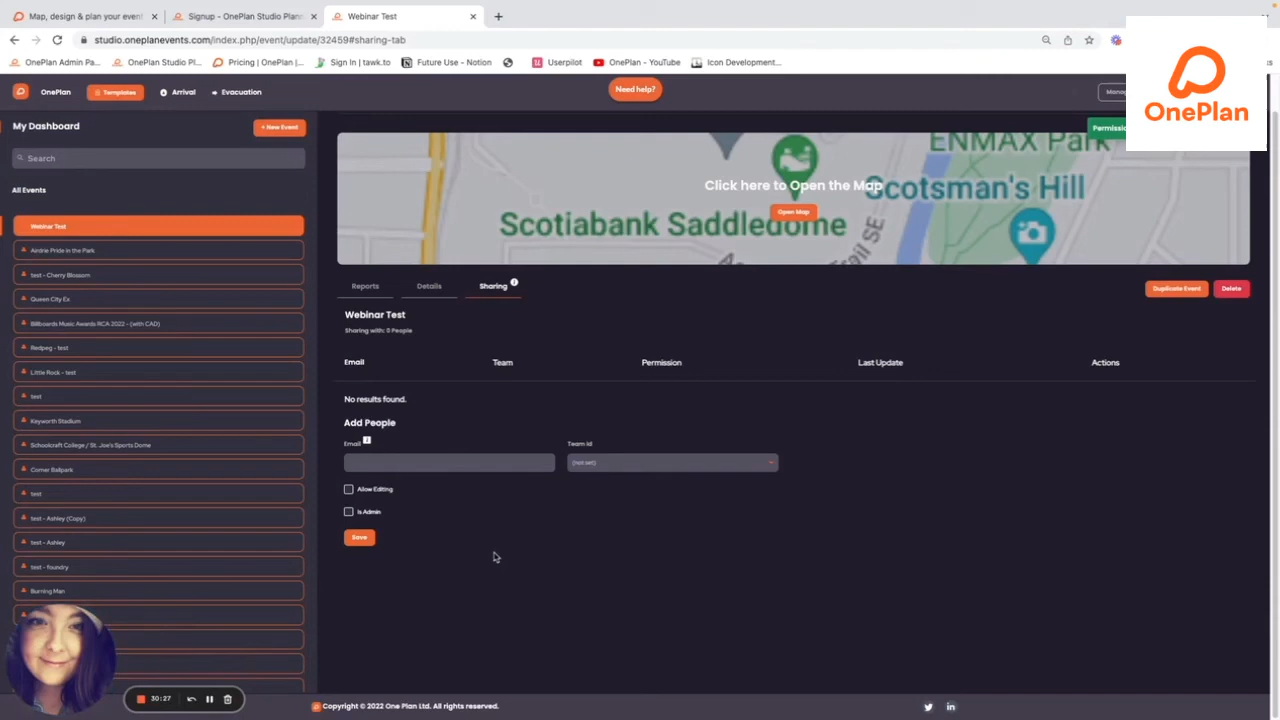 Map, design & plan your event
Signup - OnePlan Studio Plann
Webinar Test
studio.oneplanevents.com/index.php/event/update/32459#sharing-tab
OnePlan Admin Pa...
OnePlan Studio Pl...
Pricing | OnePlan |...
Sign In | tawk.to
Future Use - Notion
Userpilot
OnePlan - YouTube
Icon Development...
OnePlan
OnePlan
Templates
Arrival
Evacuation
Need help?
Manag
My Dashboard
+ New Event
Search
All Events
Webinar Test
Airdrie Pride in the Park
test - Cherry Blossom
Queen City Ex
Billboards Music Awards RCA 2022 - (with CAD)
Redpeg - test
Little Rock - test
test
Keyworth Stadium
Schoolcraft College / St. Joe's Sports Dome
Comer Ballpark
test
test - Ashley (Copy)
test - Ashley
test - foundry
Burning Man
Permissio
ENMAX Park
Click here to Open the Map
Scotsman's Hill
Open Map
Scotiabank Saddledome
Trail SE
Reports
Details
Sharing
Duplicate Event
Delete
Webinar Test
Sharing with: 0 People
Email
Team
Permission
Last Update
Actions
No results found.
Add People
Email
Team Id
(not set)
Allow Editing
Is Admin
Save
30:27
Copyright © 2022 One Plan Ltd. All rights reserved.